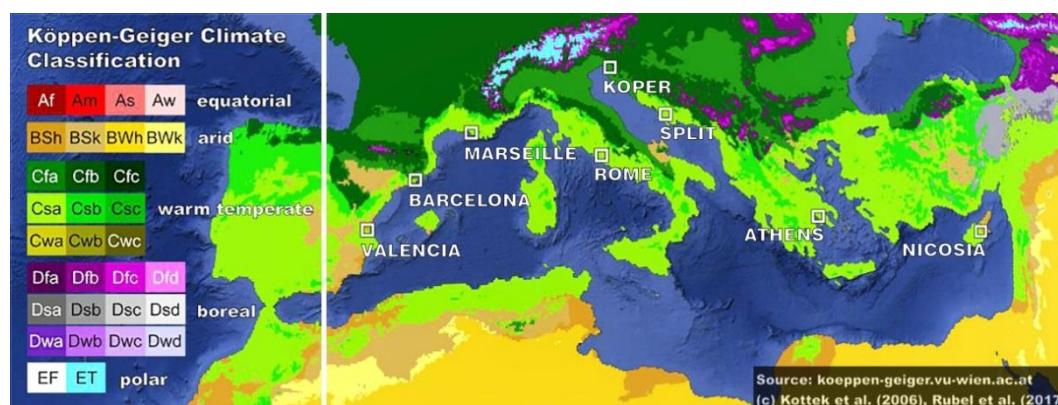 Köppen-Geiger Climate
Classification
Af Am As Aw equatorial
BSh BSk BWh BWk arid
Cfa Cfb Cfc
Csa Csb Csc warm temperate
Cwa Cwb Cwc
Dfa Dfb Dfc Dfd
Dsa Dsb Dsc Dsd boreal
Dwa Dwb Dwc Dwd
EF ET polar
KOPER
SPLIT
MARSEILLE
ROME
BARCELONA
VALENCIA
ATHENS
NICOSIA
Source: koeppen-geiger.vu-wien.ac.at
(c) Kottek et al. (2006), Rubel et al. (2017